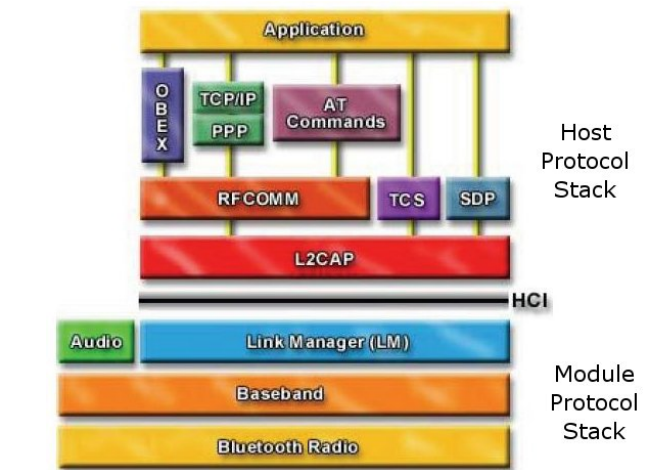 Application
OBEX
TCP/IP
PPP
AT
Commands
Host
Protocol
Stack
RFCOMM
TCS
SDP
L2CAP
HCI
Audio
Link Manager (LM)
Baseband
Module
Protocol
Stack
Bluetooth Radio